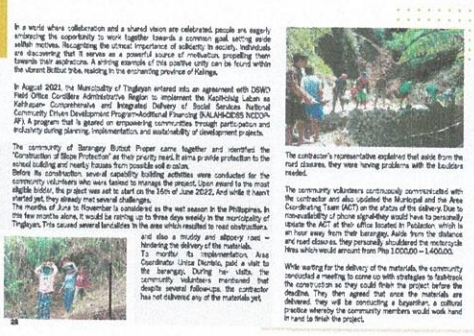 In a world where collaboration and a shared vision are celebrated, people are eagerly
embracing the opportunity to work together towards a common goal, setting aside
selfish motives. Recognizing the utmost importance of solidarity in society, individuals
are discovering that it serves as a powerful source of motivation, propelling them
towards their aspirations. A shining example of this positive unity can be found within
the vibrant Butbut tribe, residing in the enchanting province of Kalinga.
In August 2021, the Municipality of Tinglayan entered into an agreement with DSWD
Field Office Cordillera Administrative Region to implement the Kapit-bisig Laban sa
Kahirapan- Comprehensive and Integrated Delivery of Social Services National
Community Driven Development Program-Additional Financing (KALAHI-CIDSS NCDDP-
AF). A program that is geared on empowering communities through participation and
inclusivity during planning, implementation, and sustainability of development projects.
The community of Barangay Butbut Proper came together and identified the
"Construction of Slope Protection" as their priority need. It aims provide protection to the
school building and nearby houses from possible soil erosion.
Before its construction, several capability building activities were conducted for the
community volunteers who were tasked to manage the project. Upon award to the most
eligible bidder, the project was set to start on the 15th of June 2022. And while it hasn't
started yet, they already met several challenges.
The months of June to November is considered as the wet season in the Philippines. In
this few months alone, it would be raining up to three days weekly in the municipality of
Tinglayan. This caused several landslides in the area which resulted to road obstructions,
and also a muddy and slippery road -
hindering the delivery of the materials.
To monitor its implementation, Area
Coordinator Unice Dientolo, paid a visit to
the barangay. During her visits, the
community volunteers mentioned that
despite several follow-ups, the contractor
has not delivered any of the materials yet.
28
The contractor's representative explained that aside from the
road closures, they were having problems with the boulders
needed.
The community volunteers continuously communicated with
the contractor and also updated the Municipal and the Area
Coordinating Team (ACT) on the status of the delivery. Due to
non-availability of phone signal they would have to personally
update the ACT at their office located in Poblacion, which is
an hour away from their barangay. Aside from the distance
and road closures, they personally shouldered the motorcycle
hires which would amount from Php 1,000.00 – 1,400.00.
While waiting for the delivery of the materials, the community
conducted a meeting to come up with strategies to fasttrack
the construction so they could finish the project before the
deadline. They then agreed that once the materials are
delivered, they will be conducting a bayanihan, a cultural
practice whereby the community members would work hand
in hand to finish the project.